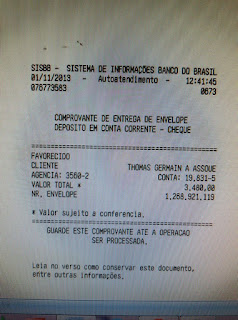 SISBB - SISTEMA DE INFORMAÇÕES BANCO DO BRASIL
01/11/2013 - Autoatendimento - 12:41:45
078773583 0673
COMPROVANTE DE ENTREGA DE ENVELOPE
DEPOSITO EM CONTA CORRENTE - CHEQUE
FAVORECIDO
CLIENTE THOMAS GERMAIN A ASSOUE
AGENCIA: 3560-2 CONTA: 19.831-5
VALOR TOTAL * 3.480,00
NR. ENVELOPE 1.288.921.119
* Valor sujeito a conferencia.
GUARDE ESTE COMPROVANTE ATÉ A OPERACAO
SER PROCESSADA.
Leia no verso como conservar este documento,
entre outras informações.